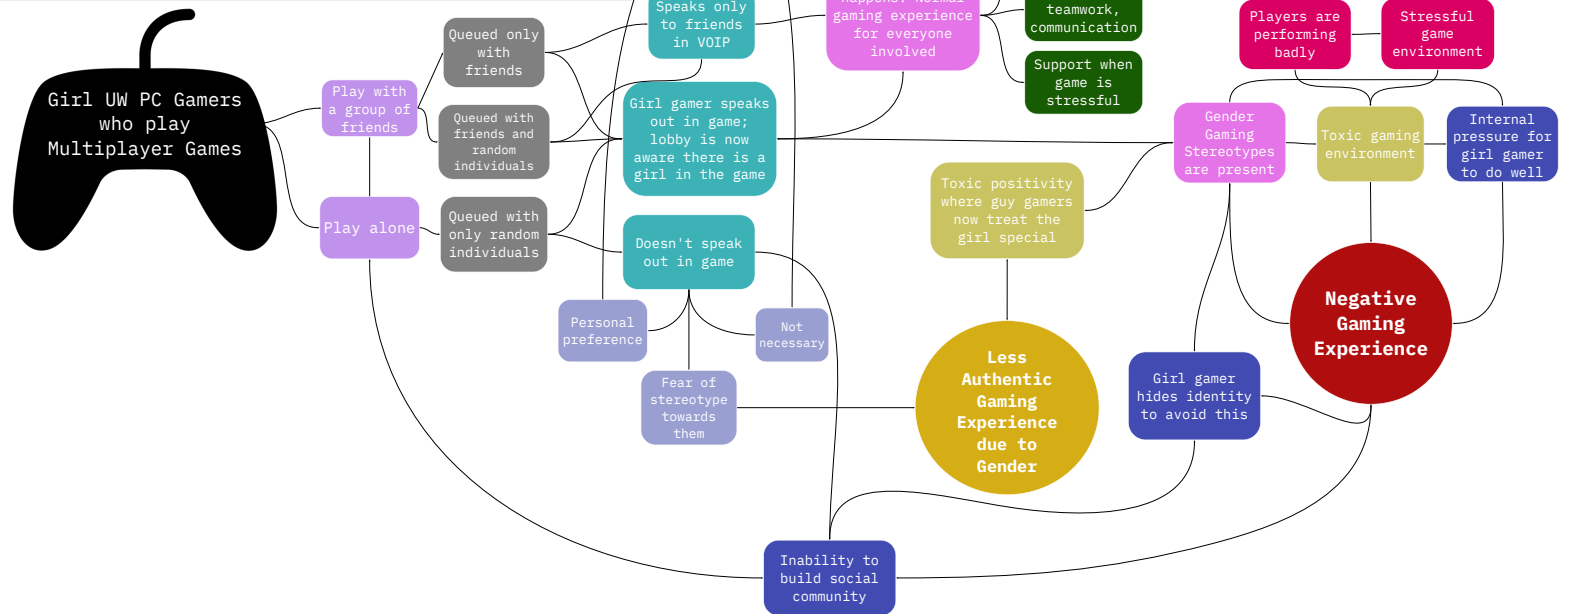 Girl UW PC Gamers
who play
Multiplayer Games
Play with
a group of
friends
Play alone
Queued only
with
friends
Queued with
friends and
random
individuals
Queued with
only random
individuals
Speaks only
to friends
in VOIP
Girl gamer speaks
out in game;
lobby is now
aware there is a
girl in the game
Doesn't speak
out in game
Personal
preference
Not
necessary
Fear of
stereotype
towards
them
happens: Normal
gaming experience
for everyone
involved
teamwork,
communication
Support when
game is
stressful
Toxic positivity
where guy gamers
now treat the
girl special
Less
Authentic
Gaming
Experience
due to
Gender
Players are
performing
badly
Stressful
game
environment
Gender
Gaming
Stereotypes
are present
Toxic gaming
environment
Internal
pressure for
girl gamer
to do well
Negative
Gaming
Experience
Girl gamer
hides identity
to avoid this
Inability to
build social
community